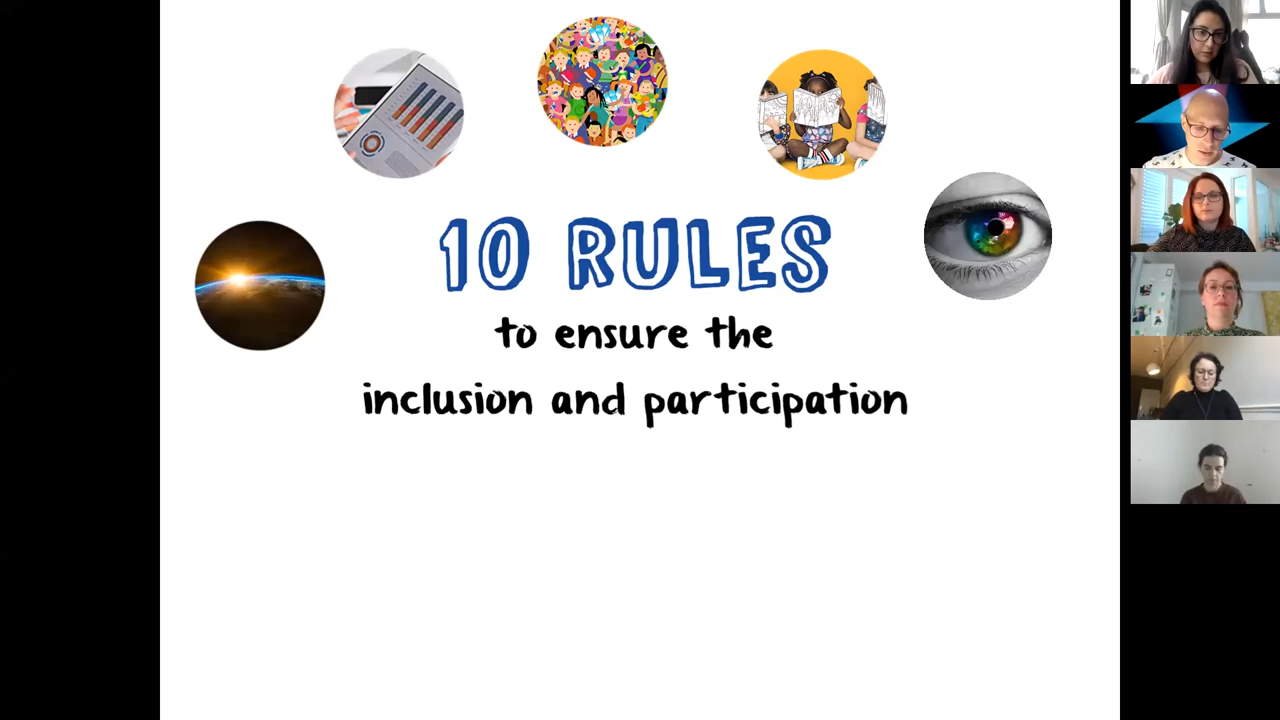 10 RULES
to ensure the
inclusion and participation